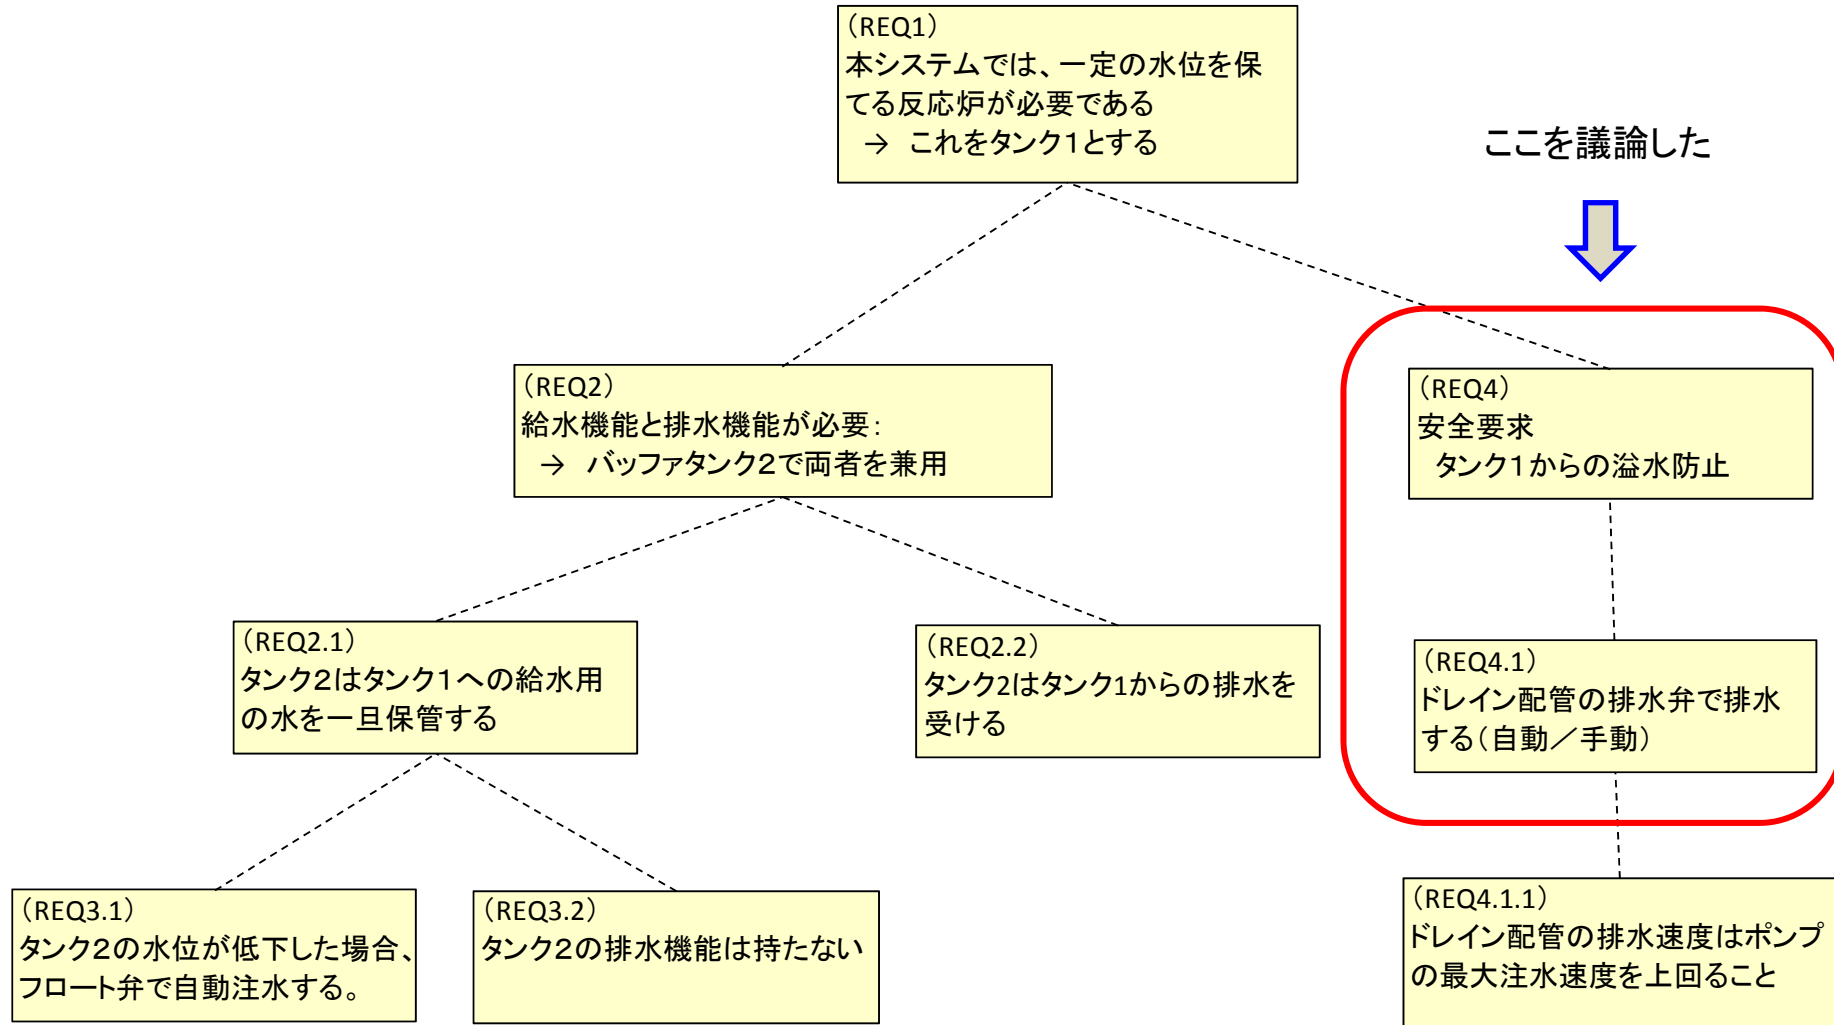 （REQ1）
本システムでは、一定の水位を保
てる反応炉が必要である
→ これをタンク１とする
ここを議論した
（REQ2）
給水機能と排水機能が必要：
→ バッファタンク２で両者を兼用
（REQ4）
安全要求
タンク１からの溢水防止
（REQ2.1）
タンク２はタンク１への給水用
の水を一旦保管する
（REQ2.2）
タンク2はタンク1からの排水を
受ける
（REQ4.1）
ドレイン配管の排水弁で排水
する（自動／手動）
（REQ3.1）
タンク２の水位が低下した場合、
フロート弁で自動注水する。
（REQ3.2）
タンク２の排水機能は持たない
（REQ4.1.1）
ドレイン配管の排水速度はポンプ
の最大注水速度を上回ること